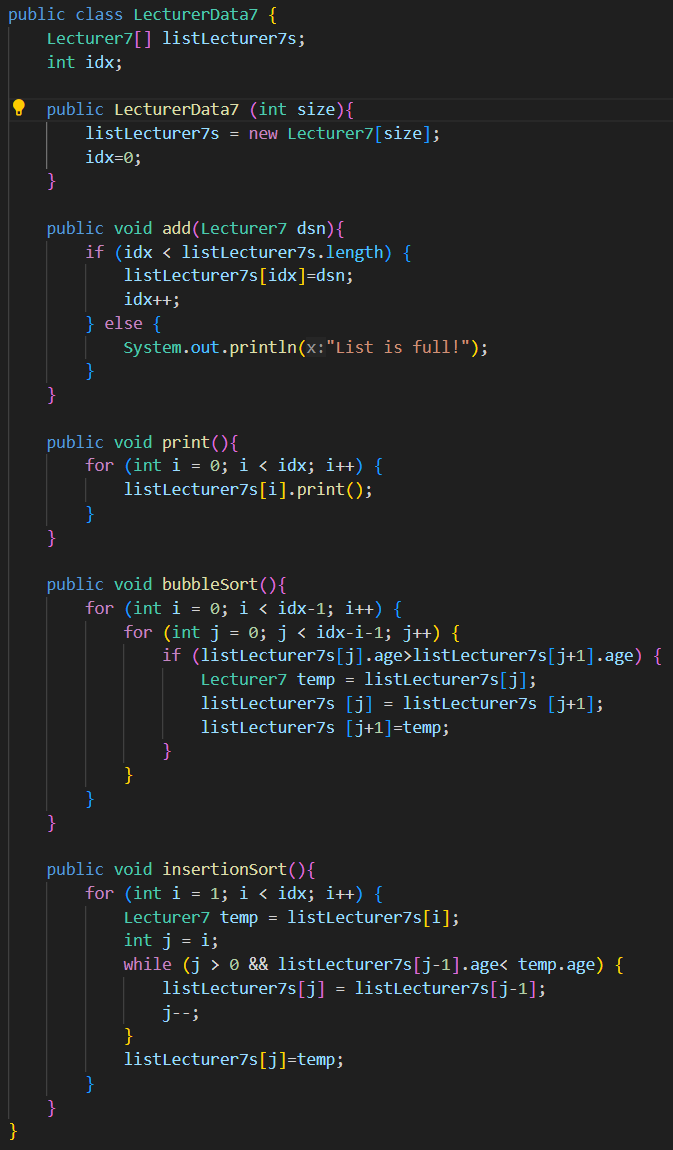 public class LecturerData7 {
    Lecturer7[] listLecturer7s;
    int idx;

    public LecturerData7 (int size){
        listLecturer7s = new Lecturer7[size];
        idx=0;
    }

    public void add(Lecturer7 dsn){
        if (idx < listLecturer7s.length) {
            listLecturer7s[idx]=dsn;
            idx++;
        } else {
            System.out.println(x:"List is full!");
        }
    }

    public void print(){
        for (int i = 0; i < idx; i++) {
            listLecturer7s[i].print();
        }
    }

    public void bubbleSort(){
        for (int i = 0; i < idx-1; i++) {
            for (int j = 0; j < idx-i-1; j++) {
                if (listLecturer7s[j].age>listLecturer7s[j+1].age) {
                    Lecturer7 temp = listLecturer7s[j];
                    listLecturer7s [j] = listLecturer7s [j+1];
                    listLecturer7s [j+1]=temp;
                }
            }
        }
    }

    public void insertionSort(){
        for (int i = 1; i < idx; i++) {
            Lecturer7 temp = listLecturer7s[i];
            int j = i;
            while (j > 0 && listLecturer7s[j-1].age< temp.age) {
                listLecturer7s[j] = listLecturer7s[j-1];
                j--;
            }
            listLecturer7s[j]=temp;
        }
    }
}